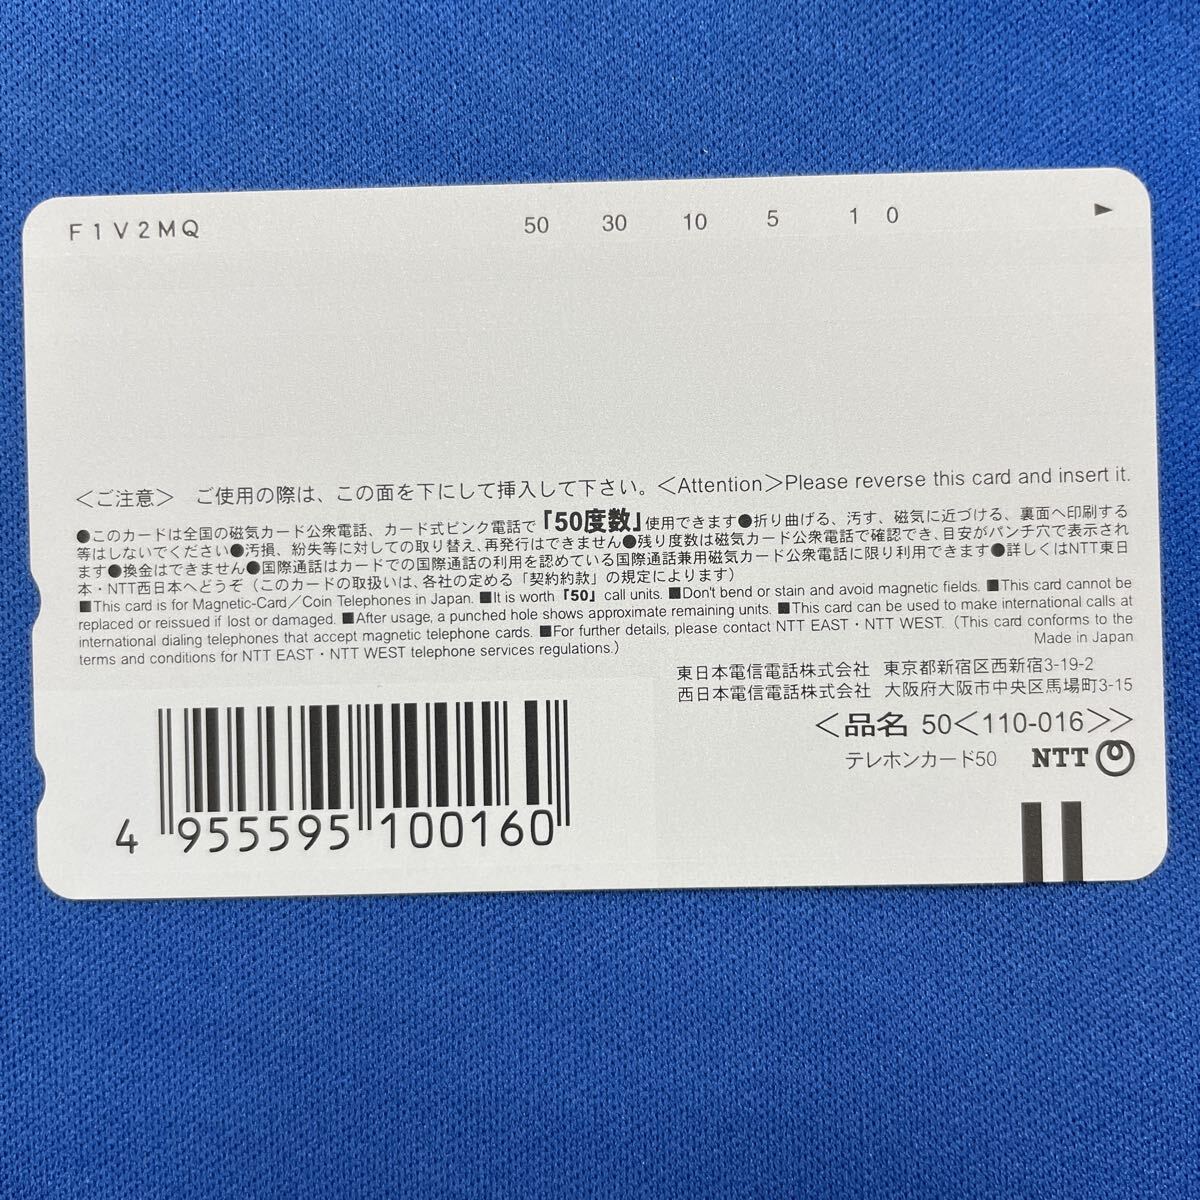 F1V2MQ 50 30 10 5 1 0
＜ご注意＞ ご使用の際は、この面を下にして挿入して下さい。＜Attention＞Please reverse this card and insert it.
●このカードは全国の磁気カード公衆電話、カード式ピンク電話で「50度数」使用できます●折り曲げる、汚す、磁気に近づける、裏面へ印刷する
等はしないでください●汚損、紛失等に対しての取り替え、再発行はできません●残り度数は磁気カード公衆電話で確認でき、目安がパンチ穴で表示され
ます●換金はできません●国際通話はカードでの国際通話の利用を認めている国際通話兼用磁気カード公衆電話に限り利用できます●詳しくはNTT東日
本・NTT西日本へどうぞ（このカードの取扱いは、各社の定める「契約約款」の規定によります）
■This card is for Magnetic-Card／Coin Telephones in Japan. ■It is worth「50」call units. ■Don't bend or stain and avoid magnetic fields. ■This card cannot be
replaced or reissued if lost or damaged. ■After usage, a punched hole shows approximate remaining units. ■This card can be used to make international calls at
international dialing telephones that accept magnetic telephone cards. ■For further details, please contact NTT EAST・NTT WEST.（This card conforms to the
terms and conditions for NTT EAST・NTT WEST telephone services regulations.）
Made in Japan
東日本電信電話株式会社 東京都新宿区西新宿3-19-2
西日本電信電話株式会社 大阪府大阪市中央区馬場町3-15
＜品名 50＜110-016＞＞
テレホンカード50 NTT
4 955595 100160